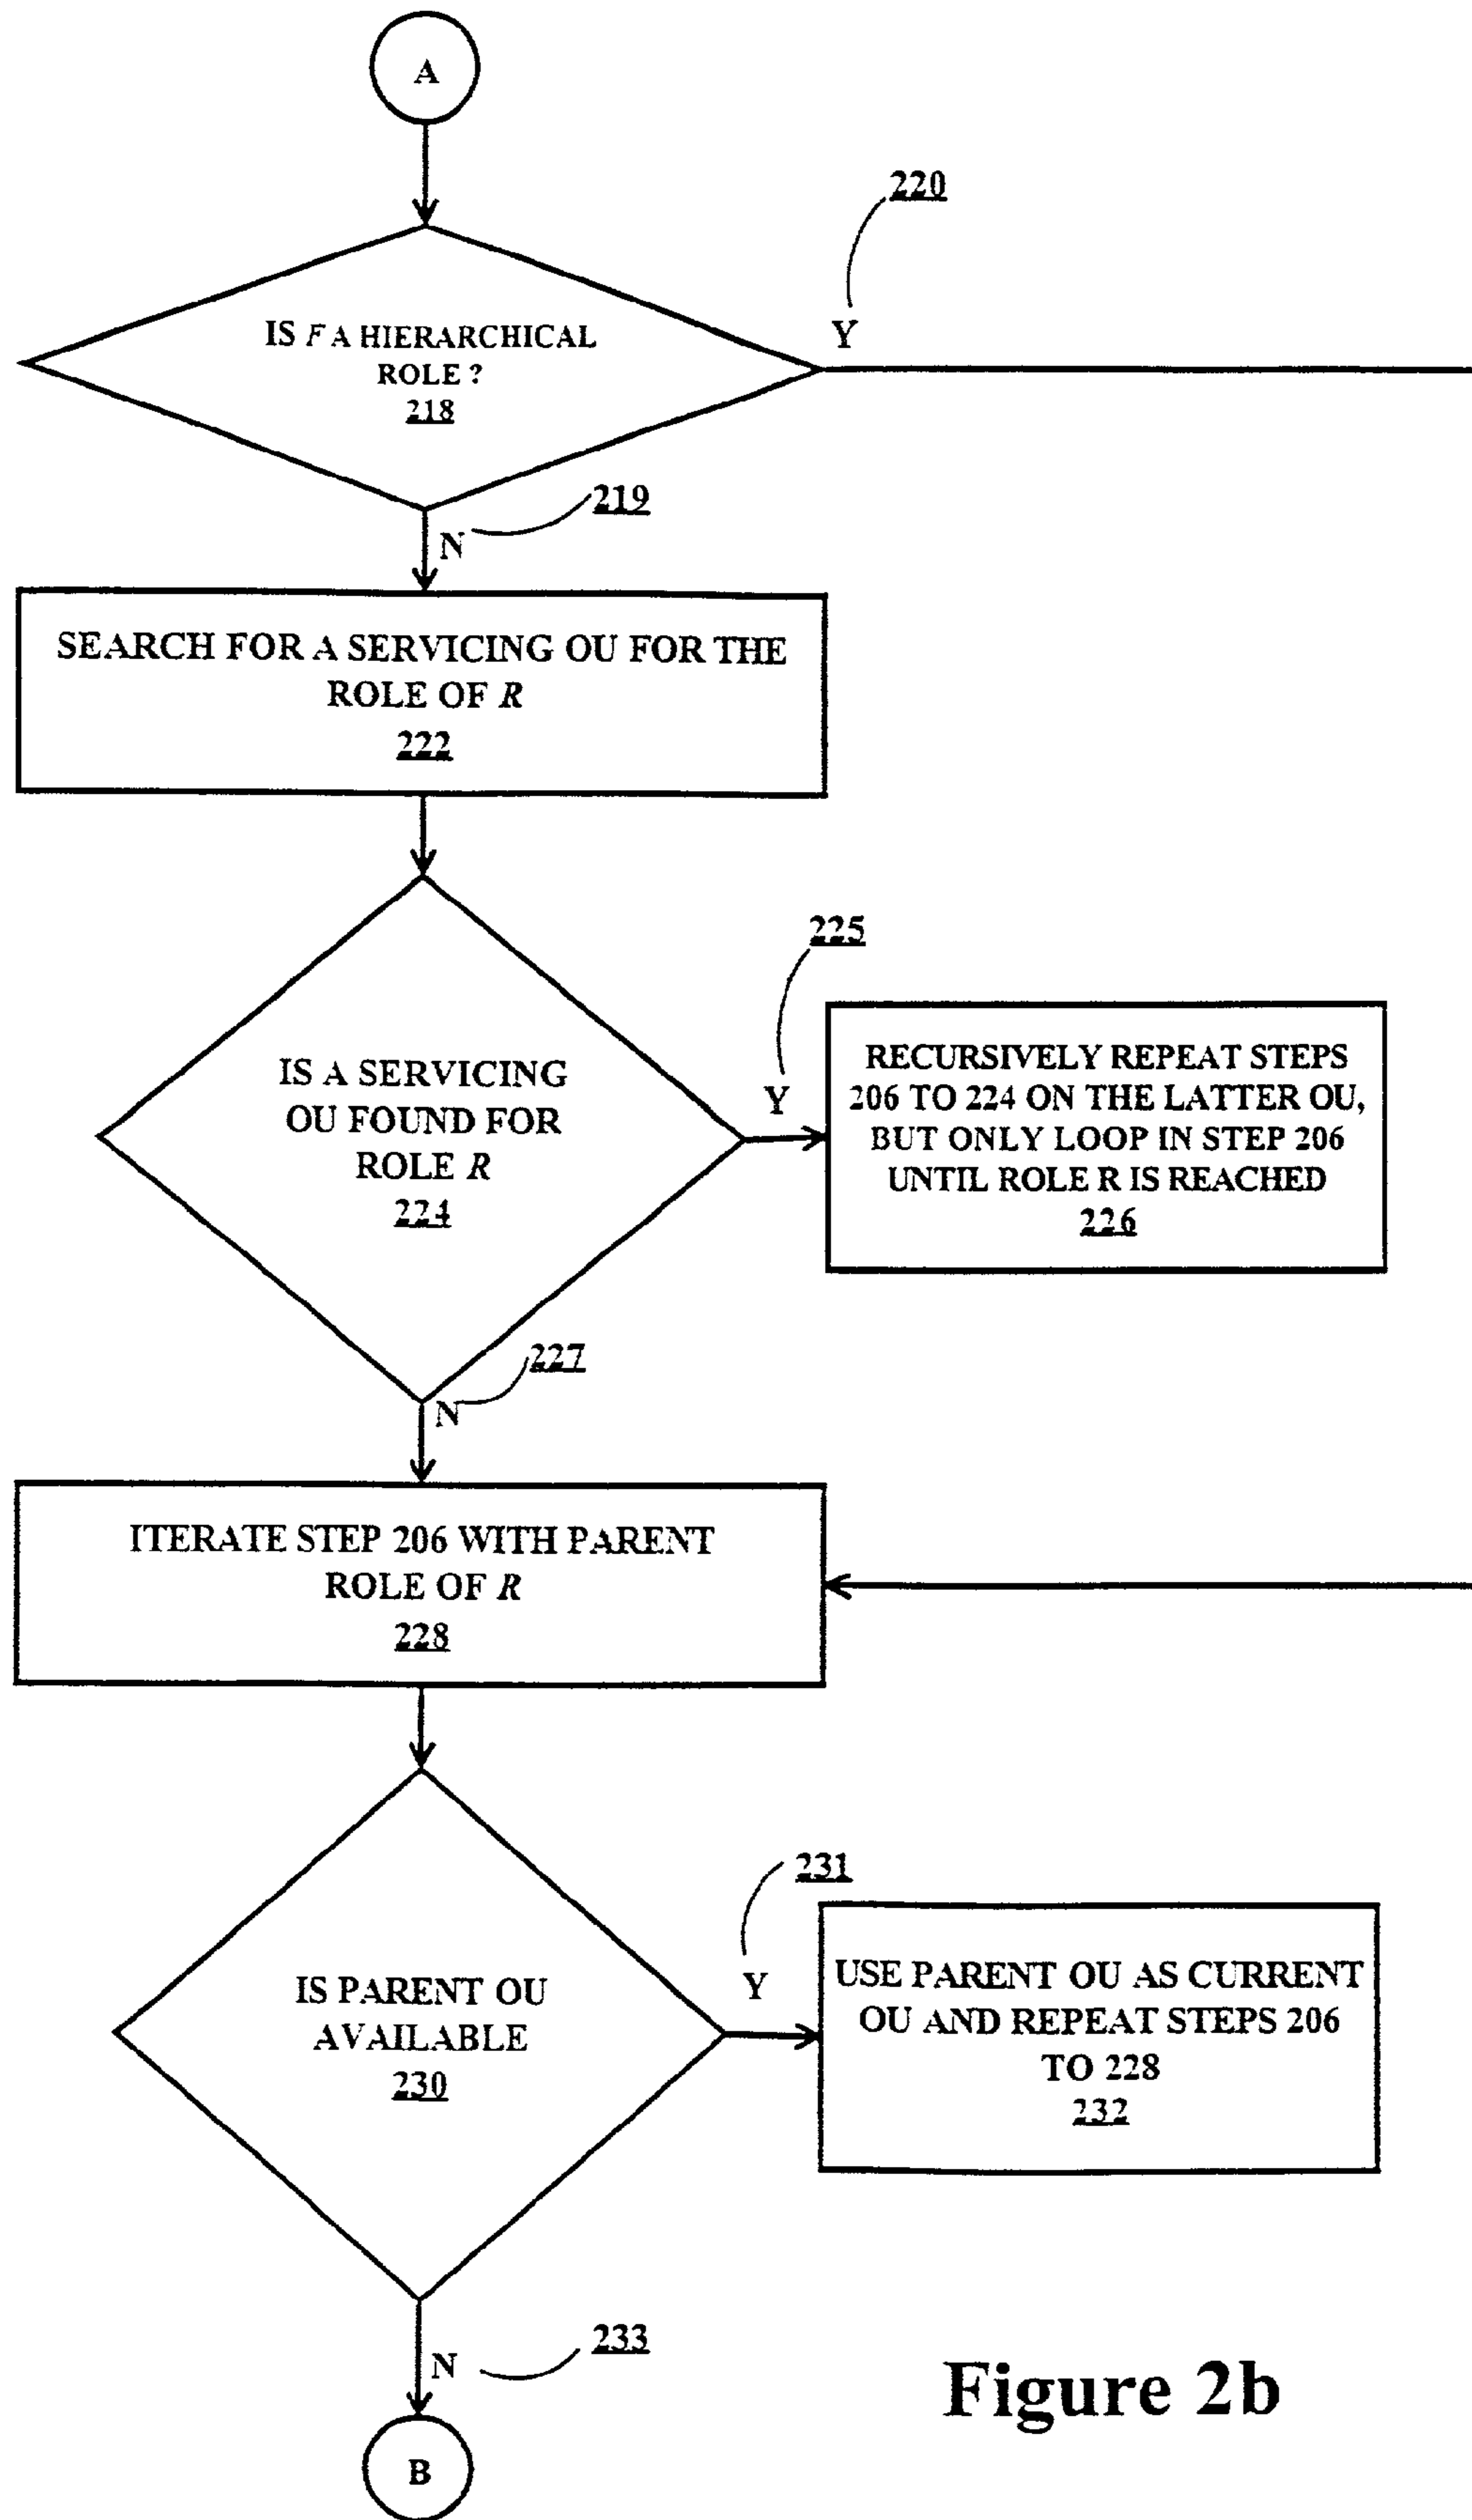 A
220
IS F A HIERARCHICAL
ROLE ?
218
Y
219
N
SEARCH FOR A SERVICING OU FOR THE
ROLE OF R
222
225
IS A SERVICING
OU FOUND FOR
ROLE R
224
Y
RECURSIVELY REPEAT STEPS
206 TO 224 ON THE LATTER OU,
BUT ONLY LOOP IN STEP 206
UNTIL ROLE R IS REACHED
226
227
N
ITERATE STEP 206 WITH PARENT
ROLE OF R
228
231
IS PARENT OU
AVAILABLE
230
Y
USE PARENT OU AS CURRENT
OU AND REPEAT STEPS 206
TO 228
232
233
N
Figure 2b
B